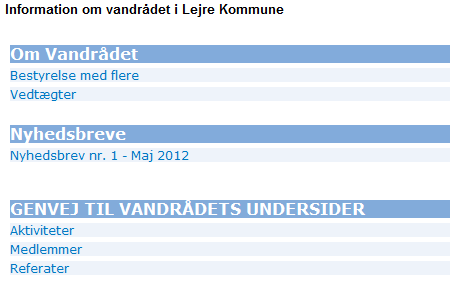 Information om vandrådet i Lejre Kommune
Om Vandrådet
Bestyrelse med flere
Vedtægter
Nyhedsbreve
Nyhedsbrev nr. 1 - Maj 2012
GENVEJ TIL VANDRÅDETS UNDERSIDER
Aktiviteter
Medlemmer
Referater